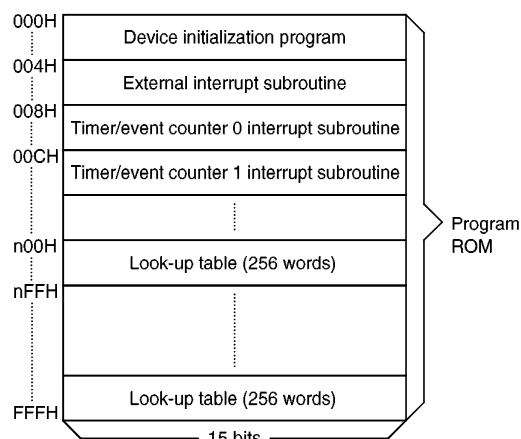 000H
Device initialization program
004H
External interrupt subroutine
008H
Timer/event counter 0 interrupt subroutine
00CH
Timer/event counter 1 interrupt subroutine
n00H
Look-up table (256 words)
nFFH
Program
ROM
Look-up table (256 words)
FFFH
15 bits